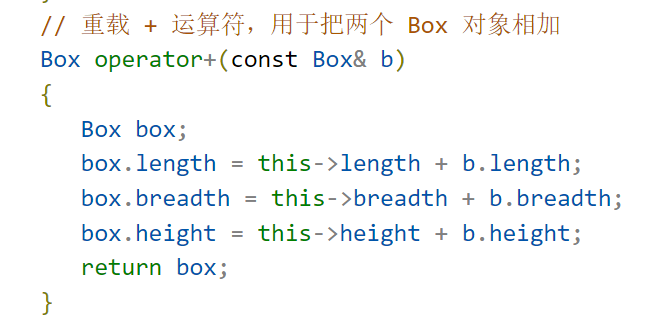 // 重载 + 运算符，用于把两个 Box 对象相加
Box operator+(const Box& b)
{
   Box box;
   box.length = this->length + b.length;
   box.breadth = this->breadth + b.breadth;
   box.height = this->height + b.height;
   return box;
}